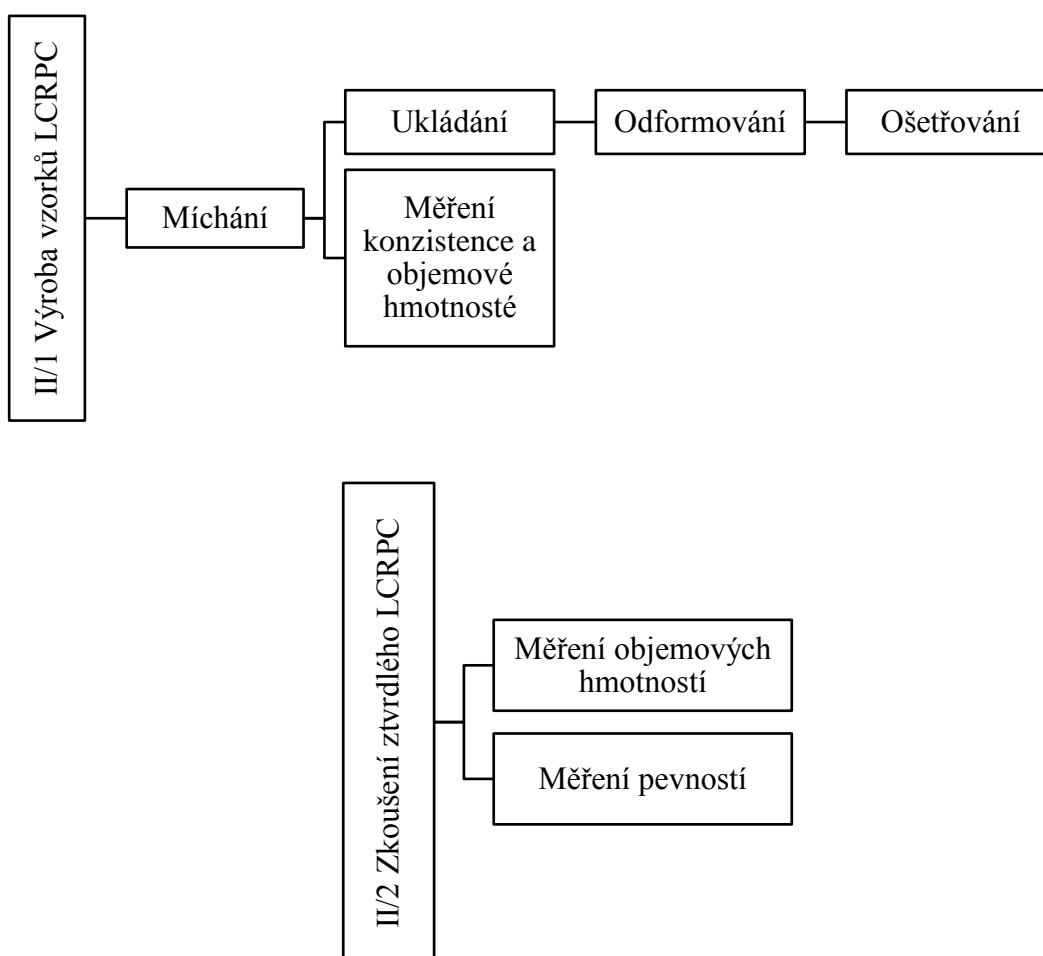 II/1 Výroba vzorků LCRPC
Míchání
Ukládání
Odformování
Ošetřování
Měření
konzistence a
objemové
hmotnosté
II/2 Zkoušení ztvrdlého LCRPC
Měření objemových
hmotností
Měření pevností